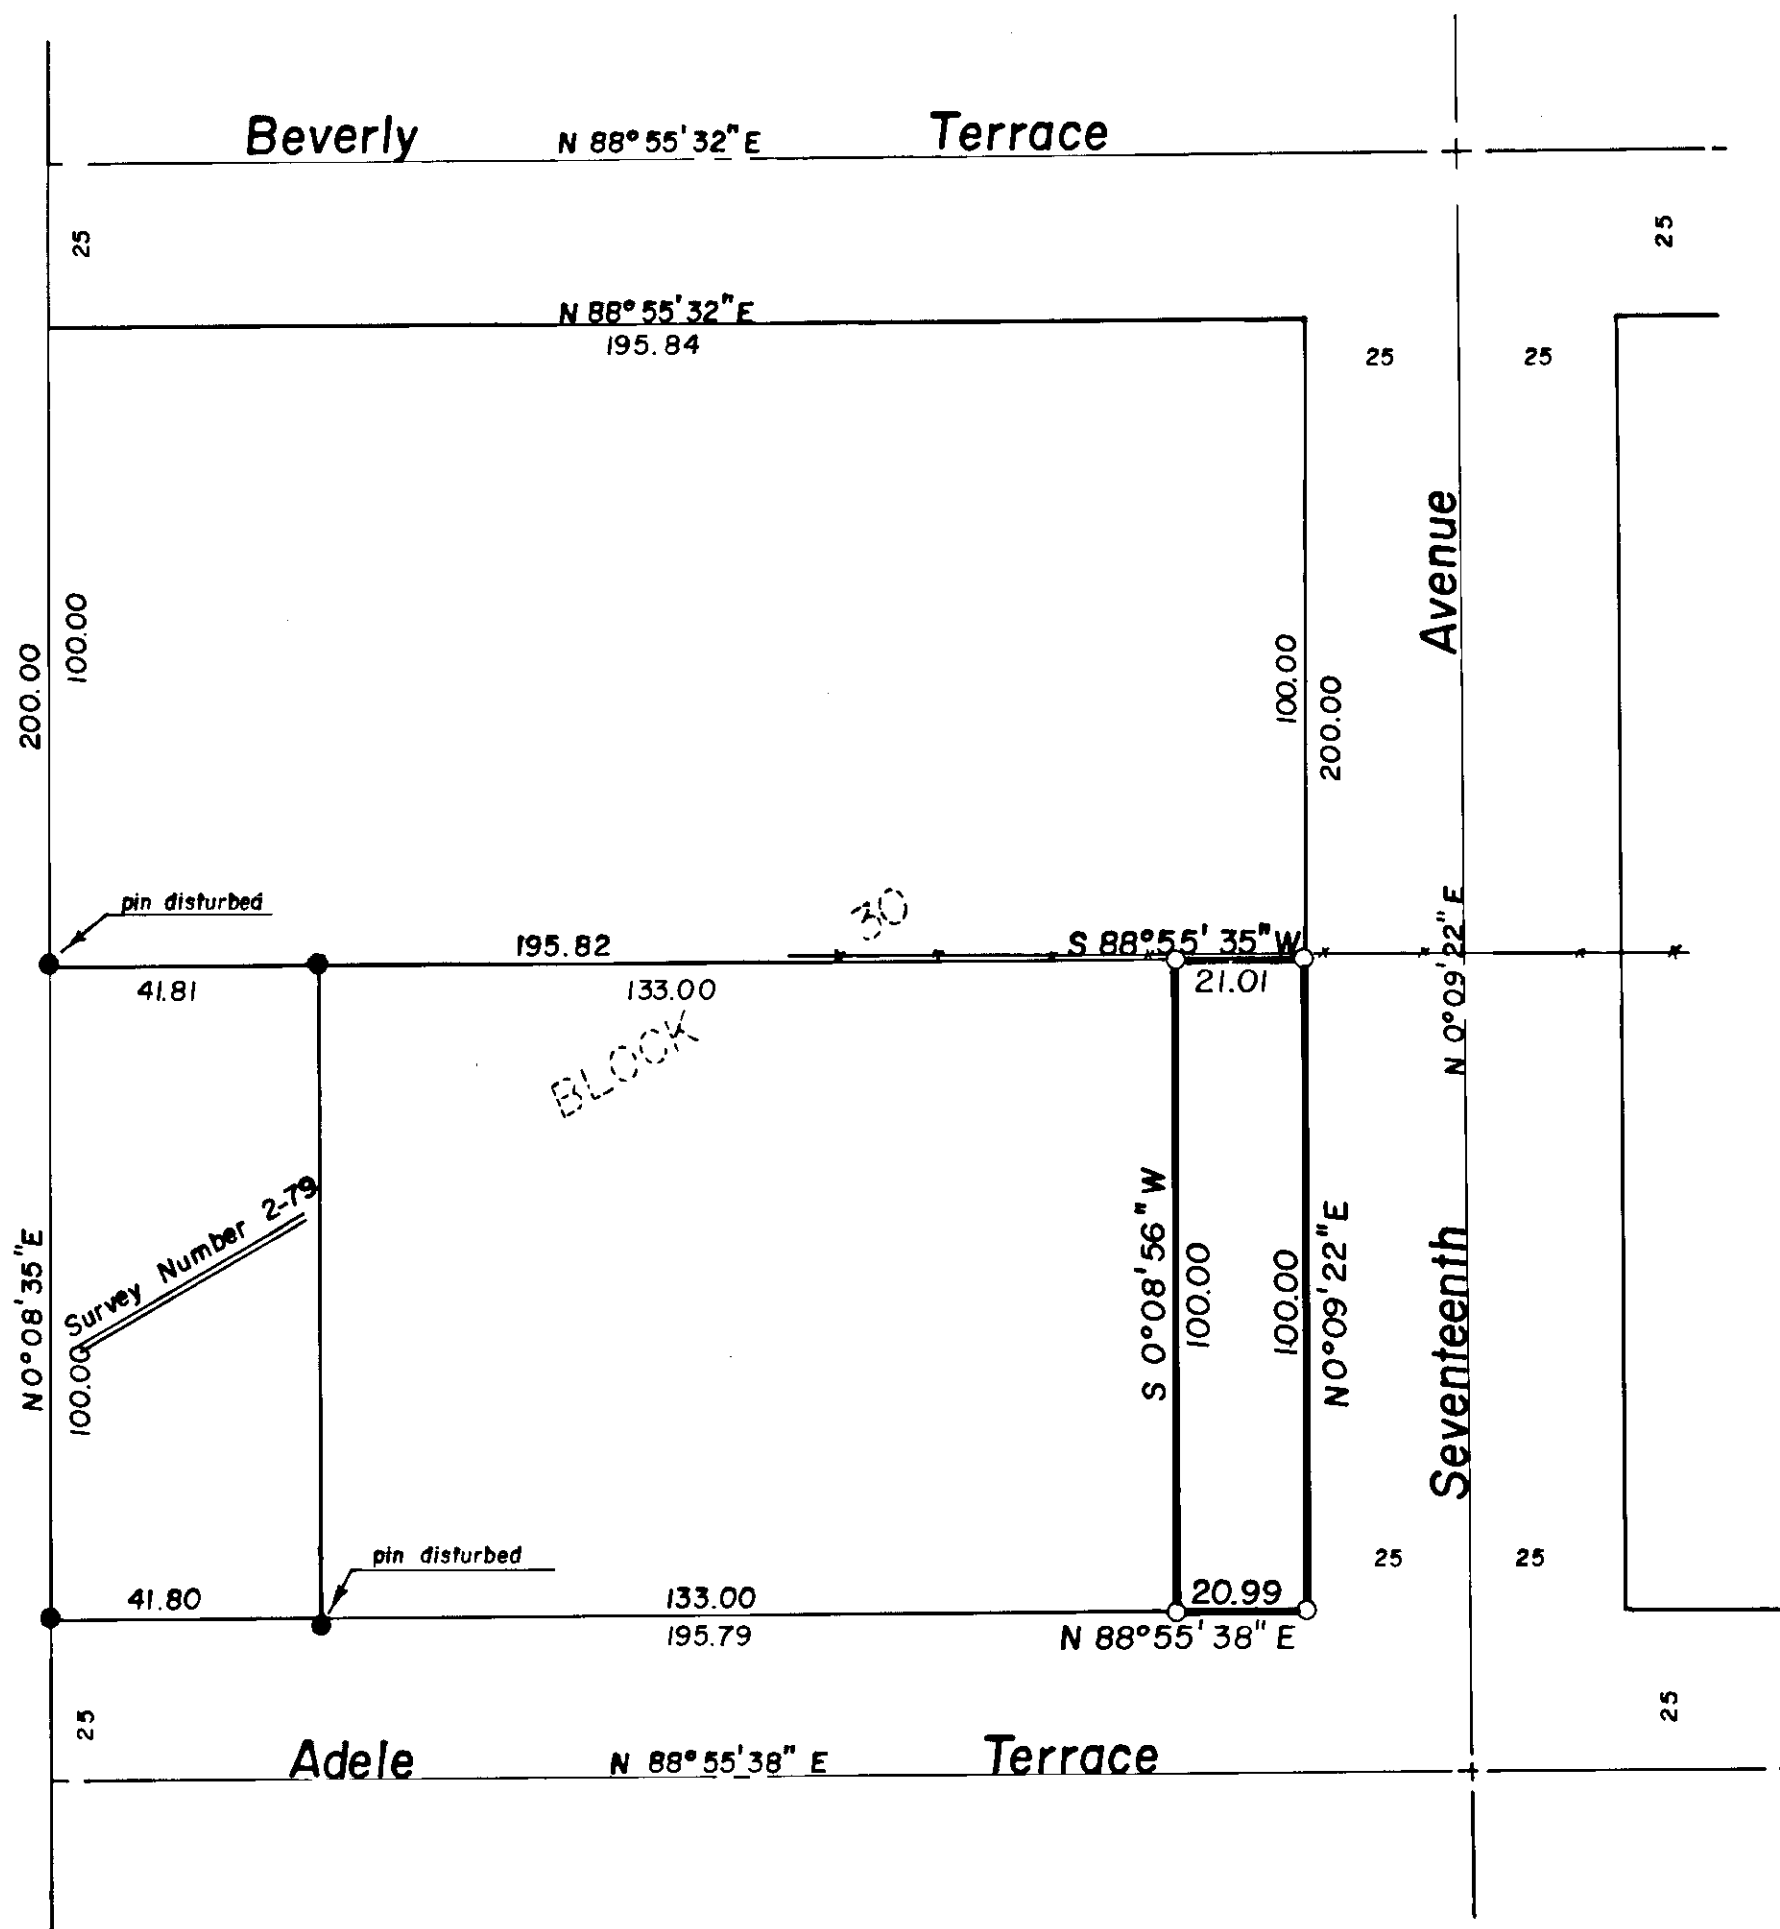 Beverly N 88° 55' 32" E Terrace
25
25
N 88° 55' 32" E
195.84
25
25
Avenue
100.00
200.00
100.00
200.00
pin disturbed
30
N 0° 09' 22" E
195.82
S 88° 55' 35" W
41.81
133.00
21.01
BLOCK
Survey Number 2-79
N 0° 08' 35" E
100.00
S 0° 08' 56" W
100.00
100.00
N 0° 09' 22" E
Seventeenth
pin disturbed
25
25
41.80
133.00
20.99
195.79
N 88° 55' 38" E
25
25
Adele N 88° 55' 38" E Terrace